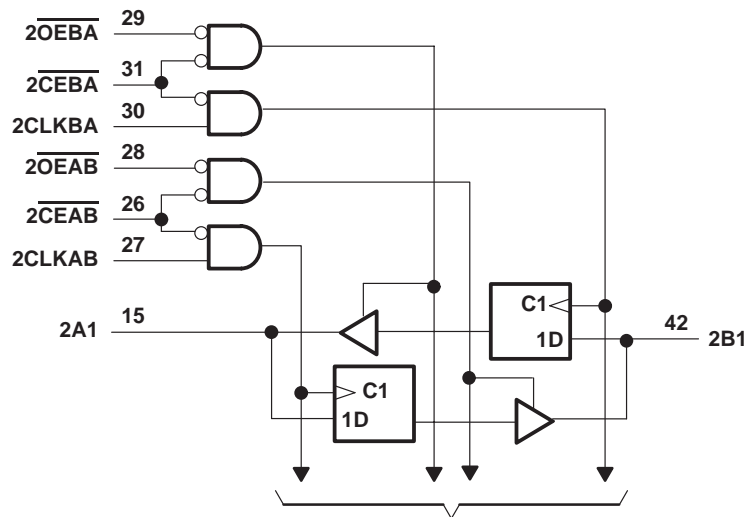 2OEBA 29
2CEBA 31
2CLKBA 30
2OEAB 28
2CEAB 26
2CLKAB 27
2A1 15
C1
1D
42 2B1
C1
1D